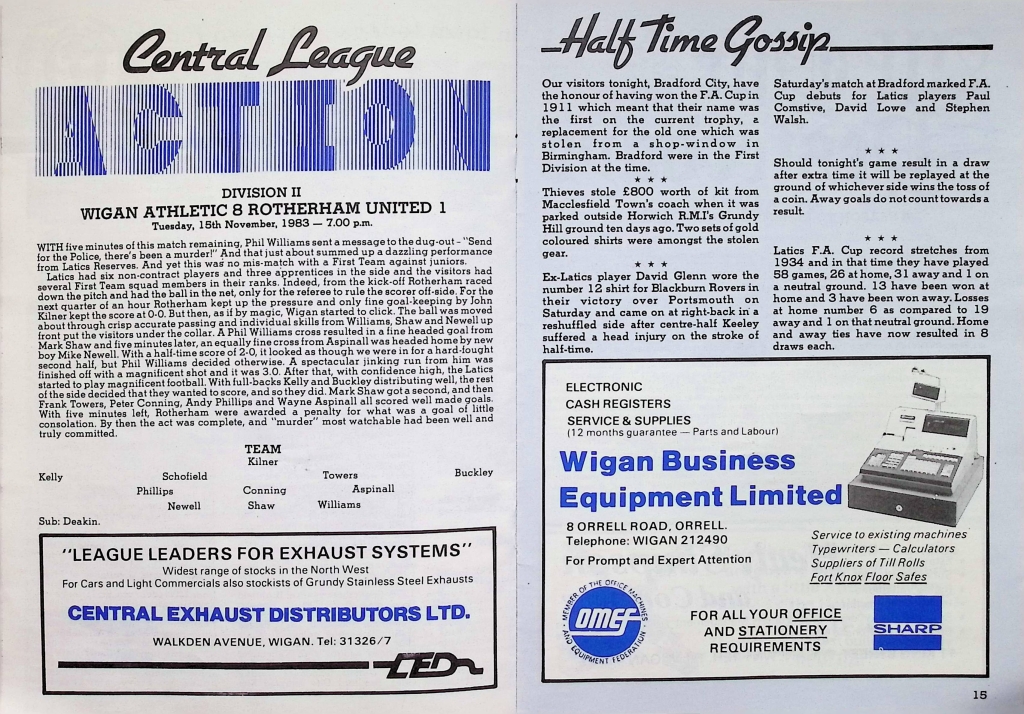 Central League
ACTION
DIVISION II
WIGAN ATHLETIC 8 ROTHERHAM UNITED 1
Tuesday, 15th November, 1983 — 7.00 p.m.
WITH five minutes of this match remaining, Phil Williams sent a message to the dug-out – "Send
for the Police, there's been a murder!" And that just about summed up a dazzling performance
from Latics Reserves. And yet this was no mis-match with a First Team against juniors.
Latics had six non-contract players and three apprentices in the side and the visitors had
several First Team squad members in their ranks. Indeed, from the kick-off Rotherham raced
down the pitch and had the ball in the net, only for the referee to rule the scorer off-side. For the
next quarter of an hour Rotherham kept up the pressure and only fine goal-keeping by John
Kilner kept the score at 0-0. But then, as if by magic, Wigan started to click. The ball was moved
about through crisp accurate passing and individual skills from Williams, Shaw and Newell up
front put the visitors under the collar. A Phil Williams cross resulted in a fine headed goal from
Mark Shaw and five minutes later, an equally fine cross from Aspinall was headed home by new
boy Mike Newell. With a half-time score of 2-0, it looked as though we were in for a hard-fought
second half, but Phil Williams decided otherwise. A spectacular jinking run from him was
finished off with a magnificent shot and it was 3.0. After that, with confidence high, the Latics
started to play magnificent football. With full-backs Kelly and Buckley distributing well, the rest
of the side decided that they wanted to score, and so they did. Mark Shaw got a second, and then
Frank Towers, Peter Conning, Andy Phillips and Wayne Aspinall all scored well made goals.
With five minutes left, Rotherham were awarded a penalty for what was a goal of little
consolation. By then the act was complete, and "murder" most watchable had been well and
truly committed.
TEAM
Kilner
Kelly Schofield Towers Buckley
Phillips Conning Aspinall
Newell Shaw Williams
Sub: Deakin.
"LEAGUE LEADERS FOR EXHAUST SYSTEMS"
Widest range of stocks in the North West
For Cars and Light Commercials also stockists of Grundy Stainless Steel Exhausts
CENTRAL EXHAUST DISTRIBUTORS LTD.
WALKDEN AVENUE, WIGAN. Tel: 31326/7
CED
Half Time Gossip
Our visitors tonight, Bradford City, have
the honour of having won the F.A. Cup in
1911 which meant that their name was
the first on the current trophy, a
replacement for the old one which was
stolen from a shop-window in
Birmingham. Bradford were in the First
Division at the time.
★ ★ ★
Thieves stole £800 worth of kit from
Macclesfield Town's coach when it was
parked outside Horwich R.M.I's Grundy
Hill ground ten days ago. Two sets of gold
coloured shirts were amongst the stolen
gear.
★ ★ ★
Ex-Latics player David Glenn wore the
number 12 shirt for Blackburn Rovers in
their victory over Portsmouth on
Saturday and came on at right-back in a
reshuffled side after centre-half Keeley
suffered a head injury on the stroke of
half-time.
Saturday's match at Bradford marked F.A.
Cup debuts for Latics players Paul
Comstive, David Lowe and Stephen
Walsh.
★ ★ ★
Should tonight's game result in a draw
after extra time it will be replayed at the
ground of whichever side wins the toss of
a coin. Away goals do not count towards a
result.
★ ★ ★
Latics F.A. Cup record stretches from
1934 and in that time they have played
58 games, 26 at home, 31 away and 1 on
a neutral ground. 13 have been won at
home and 3 have been won away. Losses
at home number 6 as compared to 19
away and 1 on that neutral ground. Home
and away ties have now resulted in 8
draws each.
ELECTRONIC
CASH REGISTERS
SERVICE & SUPPLIES
(12 months guarantee — Parts and Labour)
Wigan Business
Equipment Limited
8 ORRELL ROAD, ORRELL.
Telephone: WIGAN 212490
For Prompt and Expert Attention
Service to existing machines
Typewriters — Calculators
Suppliers of Till Rolls
Fort Knox Floor Safes
MEMBER OF THE OFFICE MACHINES
AND EQUIPMENT FEDERATION
OMEF
FOR ALL YOUR OFFICE
AND STATIONERY
REQUIREMENTS
SHARP
15